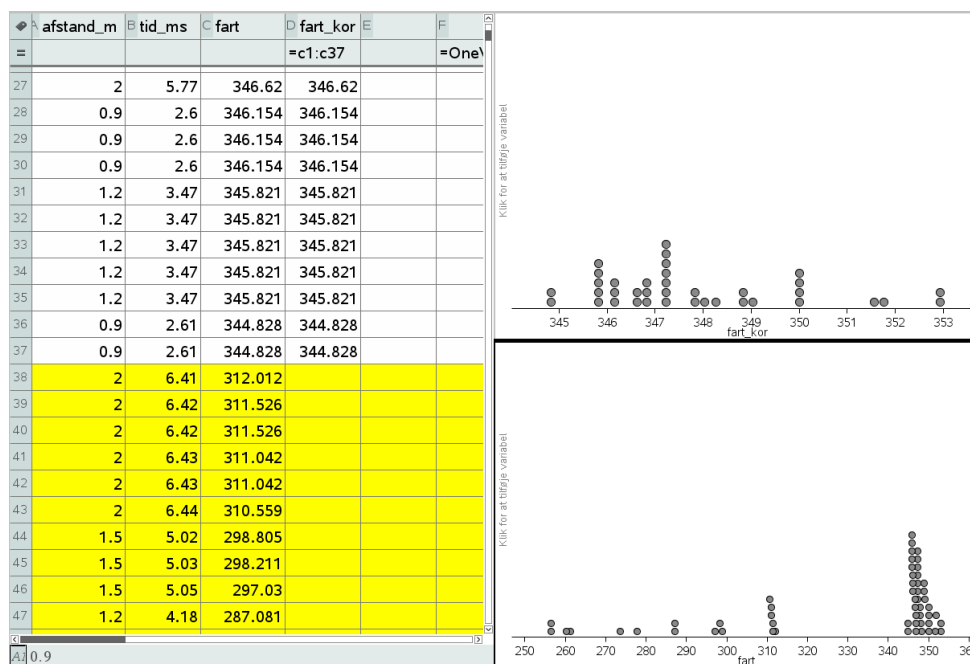 A afstand_m B tid_ms C fart D fart_kor E F
= =c1:c37 =One\
27 2 5.77 346.62 346.62
28 0.9 2.6 346.154 346.154
29 0.9 2.6 346.154 346.154
30 0.9 2.6 346.154 346.154
31 1.2 3.47 345.821 345.821
32 1.2 3.47 345.821 345.821
33 1.2 3.47 345.821 345.821
34 1.2 3.47 345.821 345.821
35 1.2 3.47 345.821 345.821
36 0.9 2.61 344.828 344.828
37 0.9 2.61 344.828 344.828
38 2 6.41 312.012
39 2 6.42 311.526
40 2 6.42 311.526
41 2 6.43 311.042
42 2 6.43 311.042
43 2 6.44 310.559
44 1.5 5.02 298.805
45 1.5 5.03 298.211
46 1.5 5.05 297.03
47 1.2 4.18 287.081
A1 0.9
Klik for at tilføje variabel
345 346 347 348 349 350 351 352 353
fart_kor
Klik for at tilføje variabel
250 260 270 280 290 300 310 320 330 340 350 360
fart